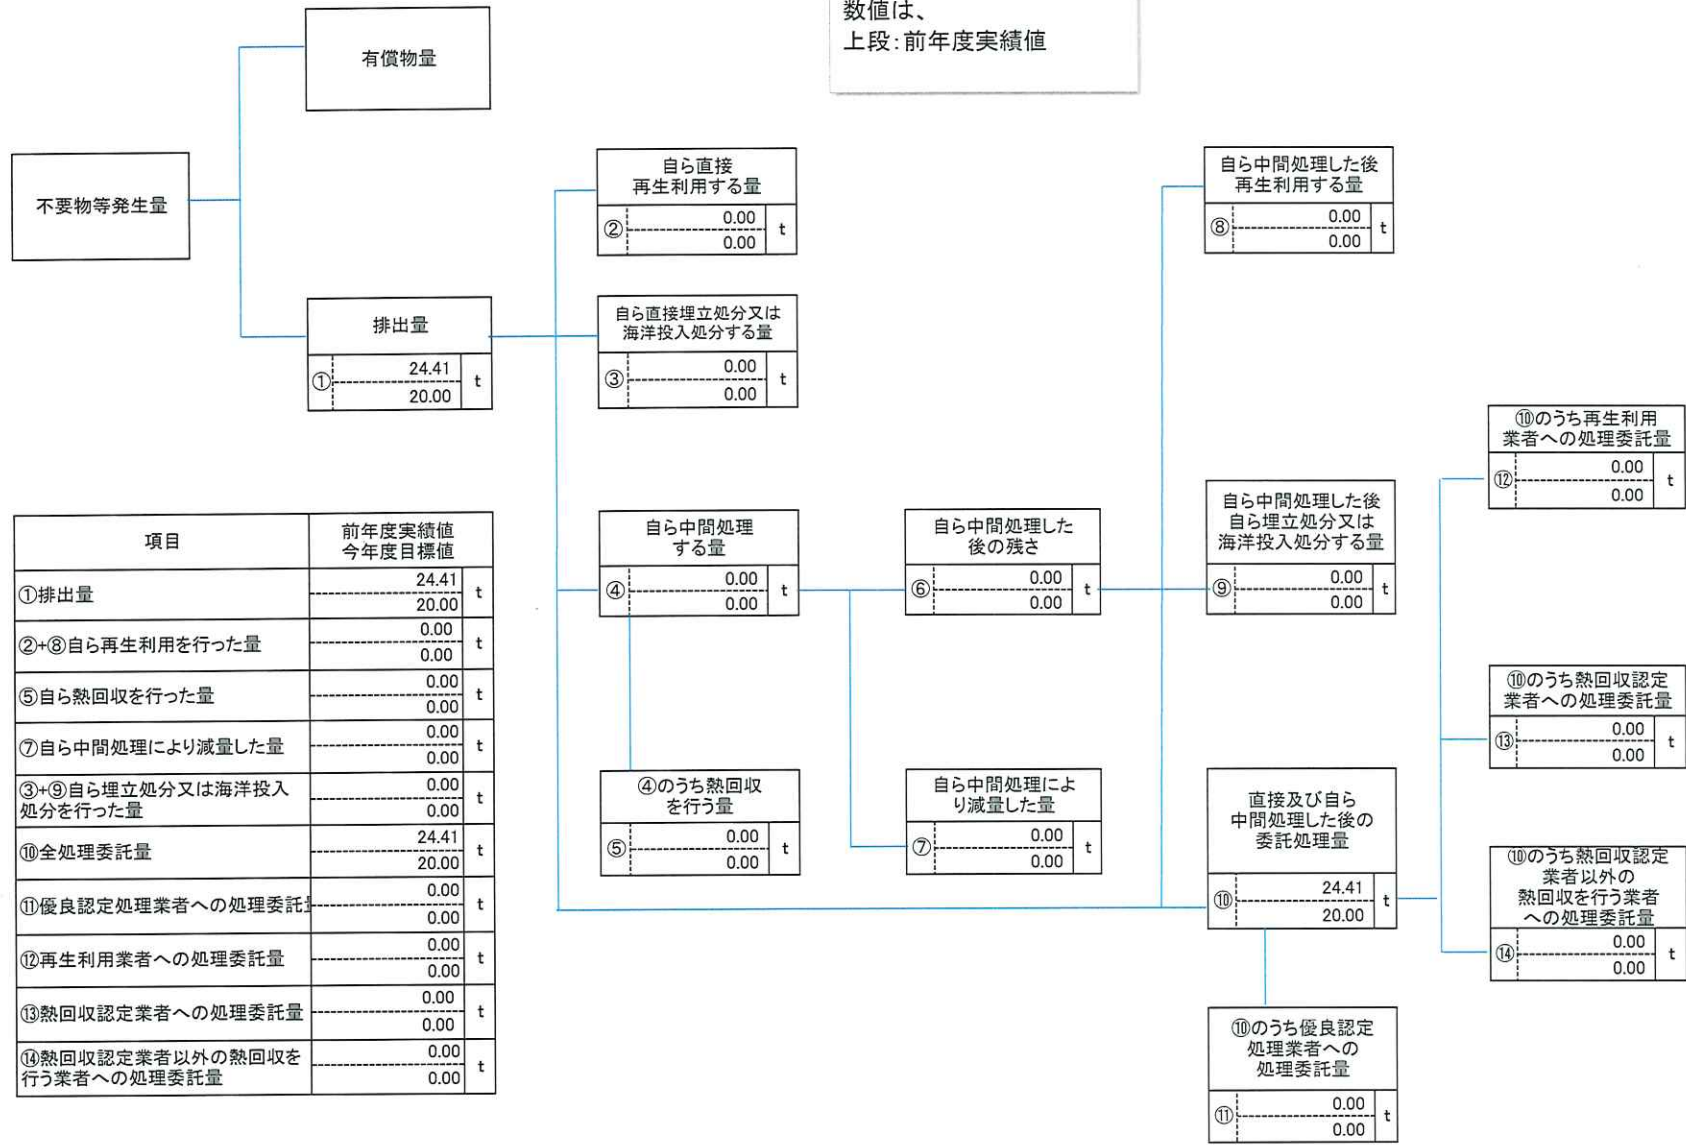 数値は、
上段：前年度実績値
有償物量
不要物等発生量
排出量
①
24.41
20.00
t
自ら直接
再生利用する量
②
0.00
0.00
t
自ら直接埋立処分又は
海洋投入処分する量
③
0.00
0.00
t
自ら中間処理
する量
④
0.00
0.00
t
④のうち熱回収
を行う量
⑤
0.00
0.00
t
自ら中間処理した
後の残さ
⑥
0.00
0.00
t
自ら中間処理によ
り減量した量
⑦
0.00
0.00
t
自ら中間処理した後
再生利用する量
⑧
0.00
0.00
t
自ら中間処理した後
自ら埋立処分又は
海洋投入処分する量
⑨
0.00
0.00
t
直接及び自ら
中間処理した後の
委託処理量
⑩
24.41
20.00
t
⑩のうち優良認定
処理業者への
処理委託量
⑪
0.00
0.00
t
⑩のうち再生利用
業者への処理委託量
⑫
0.00
0.00
t
⑩のうち熱回収認定
業者への処理委託量
⑬
0.00
0.00
t
⑩のうち熱回収認定
業者以外の
熱回収を行う業者
への処理委託量
⑭
0.00
0.00
t
項目
前年度実績値
今年度目標値
①排出量
24.41
20.00
t
②+⑧自ら再生利用を行った量
0.00
0.00
t
⑤自ら熱回収を行った量
0.00
0.00
t
⑦自ら中間処理により減量した量
0.00
0.00
t
③+⑨自ら埋立処分又は海洋投入
処分を行った量
0.00
0.00
t
⑩全処理委託量
24.41
20.00
t
⑪優良認定処理業者への処理委託
0.00
0.00
t
⑫再生利用業者への処理委託量
0.00
0.00
t
⑬熱回収認定業者への処理委託量
0.00
0.00
t
⑭熱回収認定業者以外の熱回収を
行う業者への処理委託量
0.00
0.00
t